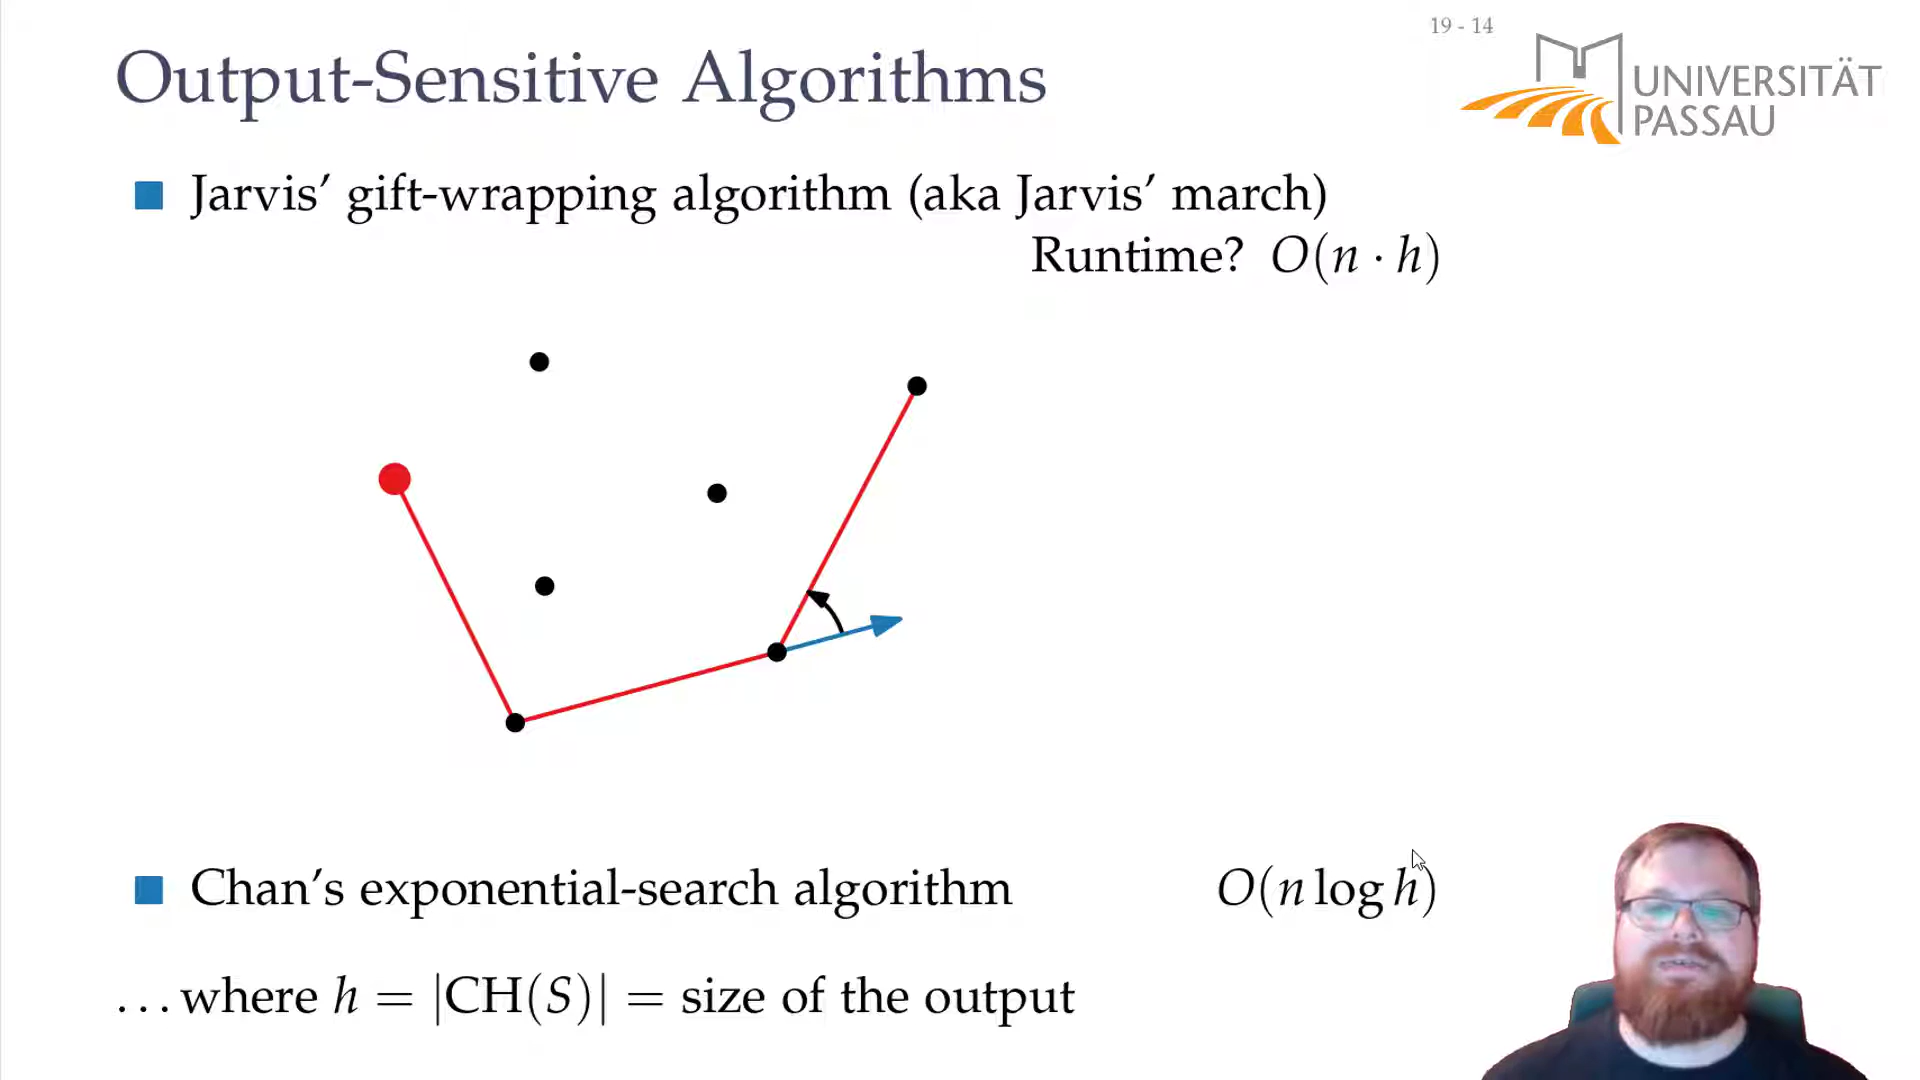 19 - 14
Output-Sensitive Algorithms
UNIVERSITÄT
PASSAU
Jarvis’ gift-wrapping algorithm (aka Jarvis’ march)
Runtime? O(n · h)
Chan’s exponential-search algorithm O(n log h)
…where h = |CH(S)| = size of the output